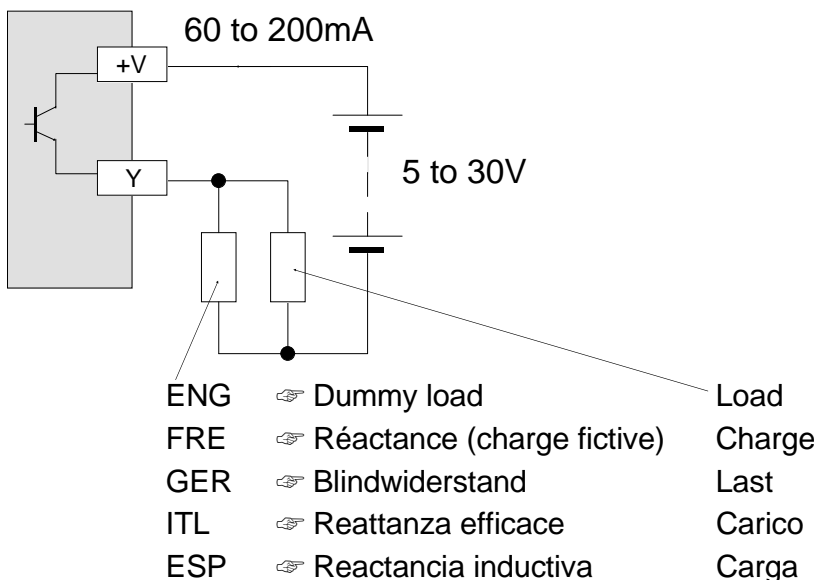 60 to 200mA
+V
5 to 30V
Y
ENG ☞ Dummy load Load
FRE ☞ Réactance (charge fictive) Charge
GER ☞ Blindwiderstand Last
ITL ☞ Reattanza efficace Carico
ESP ☞ Reactancia inductiva Carga